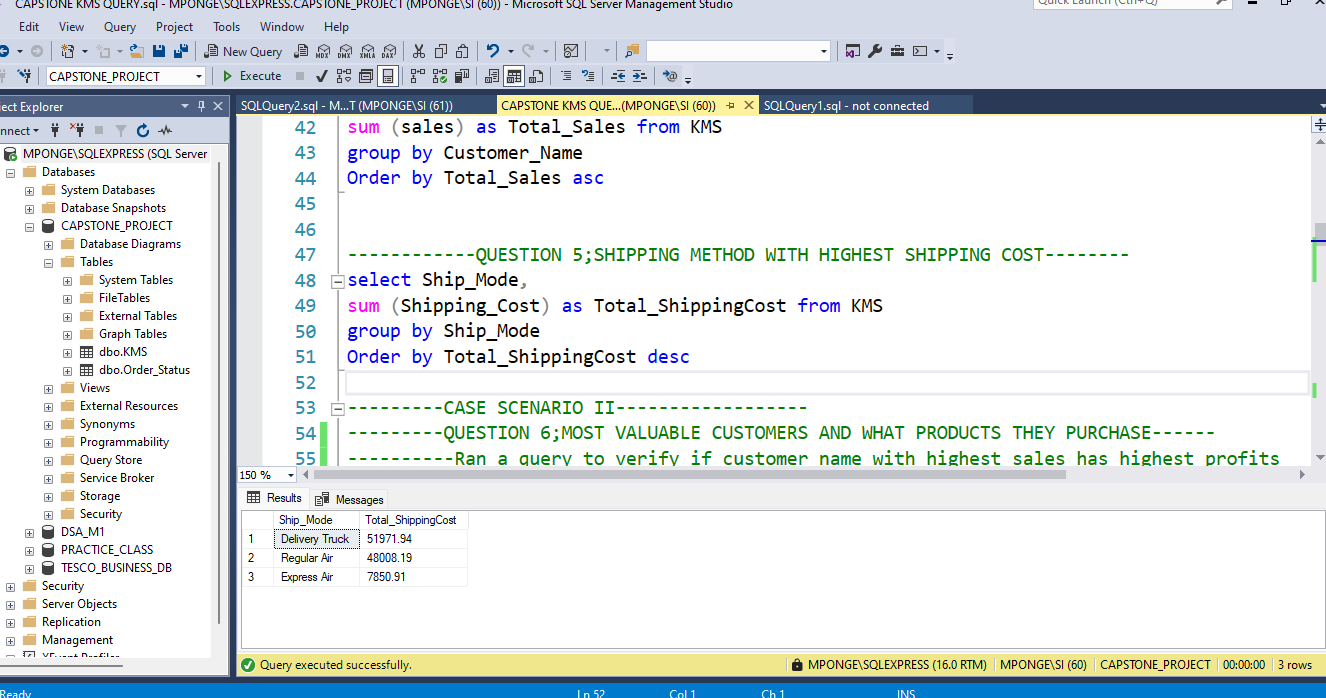 CAPSTONE KMS QUERY.sql - MPONGE\SQLEXPRESS.CAPSTONE_PROJECT (MPONGE\SI (60)) - Microsoft SQL Server Management Studio
Quick Launch (Ctrl+Q)
Edit View Query Project Tools Window Help
New Query
MDX DMX XMLA DAX
CAPSTONE_PROJECT
Execute
ject Explorer
SQLQuery2.sql - M...T (MPONGE\SI (61))
CAPSTONE KMS QUE...(MPONGE\SI (60))
SQLQuery1.sql - not connected
nnect
MPONGE\SQLEXPRESS (SQL Server
Databases
System Databases
Database Snapshots
CAPSTONE_PROJECT
Database Diagrams
Tables
System Tables
FileTables
External Tables
Graph Tables
dbo.KMS
dbo.Order_Status
Views
External Resources
Synonyms
Programmability
Query Store
Service Broker
Storage
Security
DSA_M1
PRACTICE_CLASS
TESCO_BUSINESS_DB
Security
Server Objects
Replication
Management
XEvent Profiler
42 sum (sales) as Total_Sales from KMS
43 group by Customer_Name
44 Order by Total_Sales asc
45
46
47 ------------QUESTION 5;SHIPPING METHOD WITH HIGHEST SHIPPING COST--------
48 select Ship_Mode,
49 sum (Shipping_Cost) as Total_ShippingCost from KMS
50 group by Ship_Mode
51 Order by Total_ShippingCost desc
52
53 ---------CASE SCENARIO II------------------
54 ---------QUESTION 6;MOST VALUABLE CUSTOMERS AND WHAT PRODUCTS THEY PURCHASE------
55 ----------Ran a query to verify if customer name with highest sales has highest profits
150 %
Results Messages
Ship_Mode Total_ShippingCost
1 Delivery Truck 51971.94
2 Regular Air 48008.19
3 Express Air 7850.91
Query executed successfully.
MPONGE\SQLEXPRESS (16.0 RTM) MPONGE\SI (60) CAPSTONE_PROJECT 00:00:00 3 rows
Ready Ln 52 Col 1 Ch 1 INS